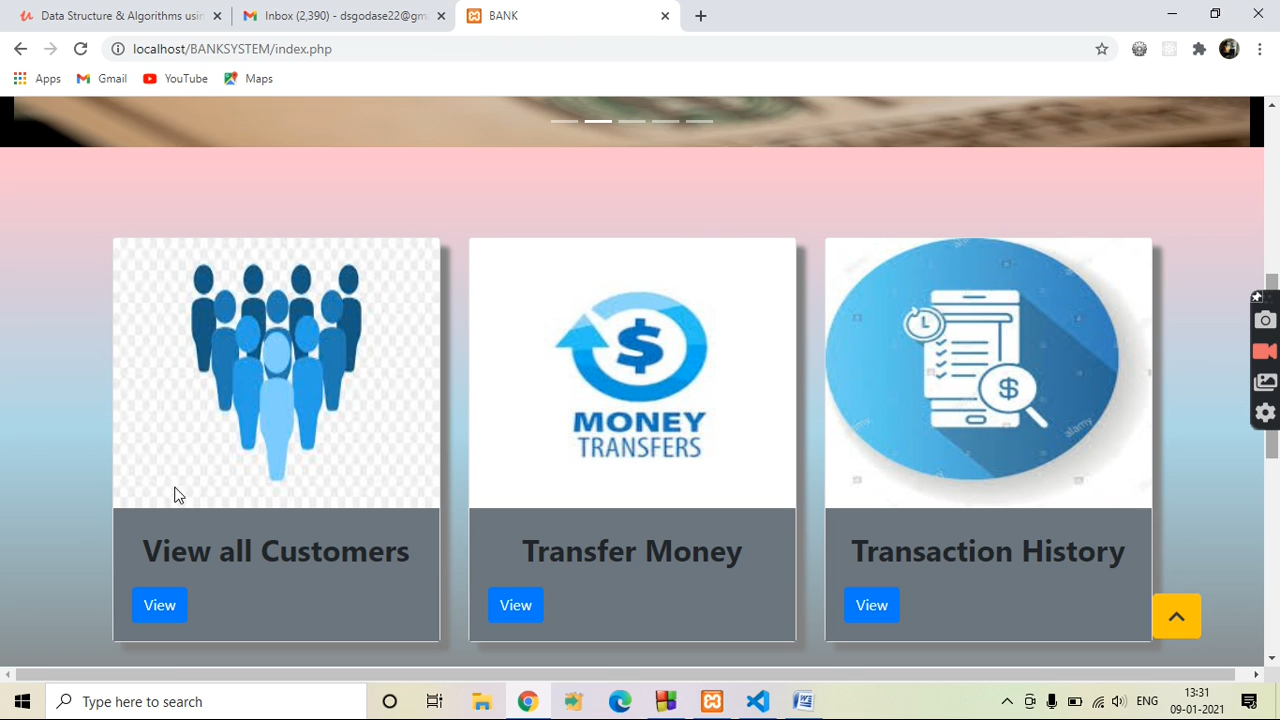 Data Structure & Algorithms usi
Inbox (2,390) - dsgodase22@gm
BANK
localhost/BANKSYSTEM/index.php
Apps
Gmail
YouTube
Maps
$
MONEY
TRANSFERS
$
alamy
View all Customers
Transfer Money
Transaction History
View
View
View
Type here to search
ENG
13:31
09-01-2021